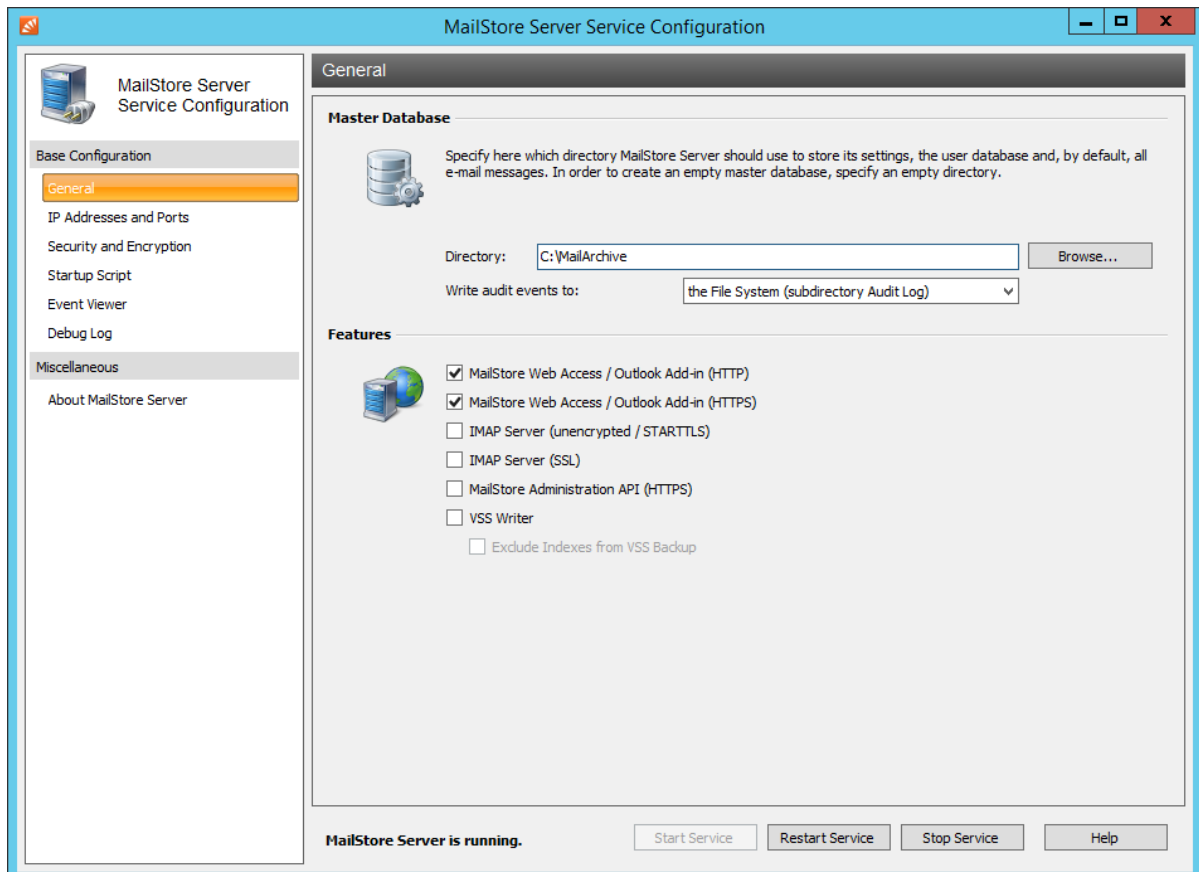 MailStore Server Service Configuration
MailStore Server
Service Configuration
Base Configuration
General
IP Addresses and Ports
Security and Encryption
Startup Script
Event Viewer
Debug Log
Miscellaneous
About MailStore Server
General
Master Database
Specify here which directory MailStore Server should use to store its settings, the user database and, by default, all
e-mail messages. In order to create an empty master database, specify an empty directory.
Directory: C:\MailArchive Browse...
Write audit events to: the File System (subdirectory Audit Log)
Features
MailStore Web Access / Outlook Add-in (HTTP)
MailStore Web Access / Outlook Add-in (HTTPS)
IMAP Server (unencrypted / STARTTLS)
IMAP Server (SSL)
MailStore Administration API (HTTPS)
VSS Writer
Exclude Indexes from VSS Backup
MailStore Server is running. Start Service Restart Service Stop Service Help